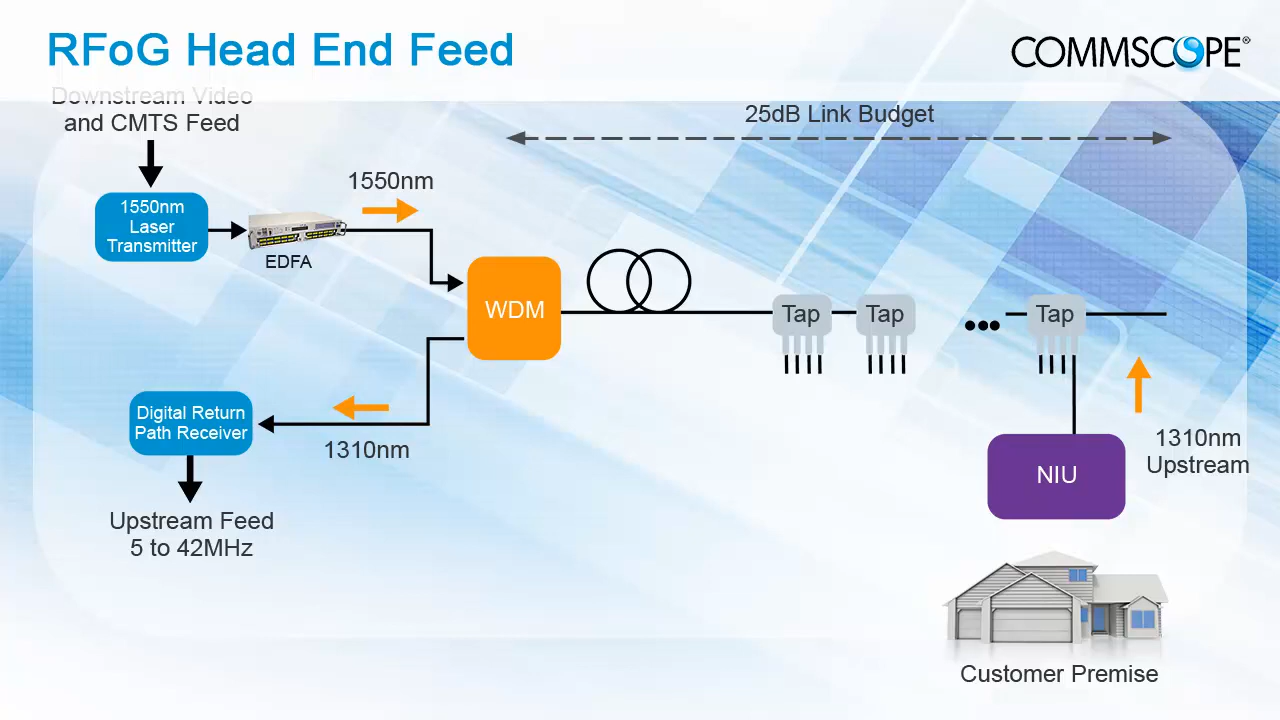 RFoG Head End Feed
COMMSCOPE®
Downstream Video
and CMTS Feed
25dB Link Budget
1550nm
1550nm
Laser
Transmitter
EDFA
WDM
Tap
Tap
Tap
Digital Return
Path Receiver
1310nm
1310nm
Upstream
NIU
Upstream Feed
5 to 42MHz
Customer Premise